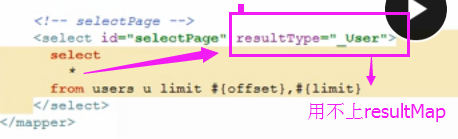 <!-- selectPage -->
<select id="selectPage" resultType="_User">
select
*
from users u limit #{offset},#{limit}
</select>
用不上resultMap
</mapper>